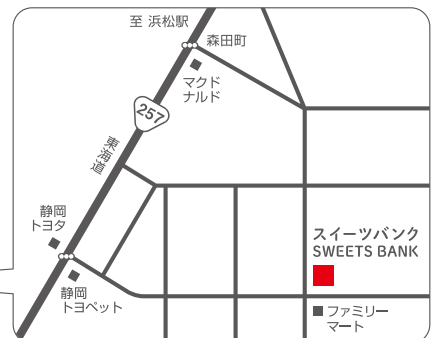 至 浜松駅
森田町
マクド
ナルド
257
東海道
静岡
トヨタ
スイーツバンク
SWEETS BANK
静岡
トヨペット
ファミリー
マート